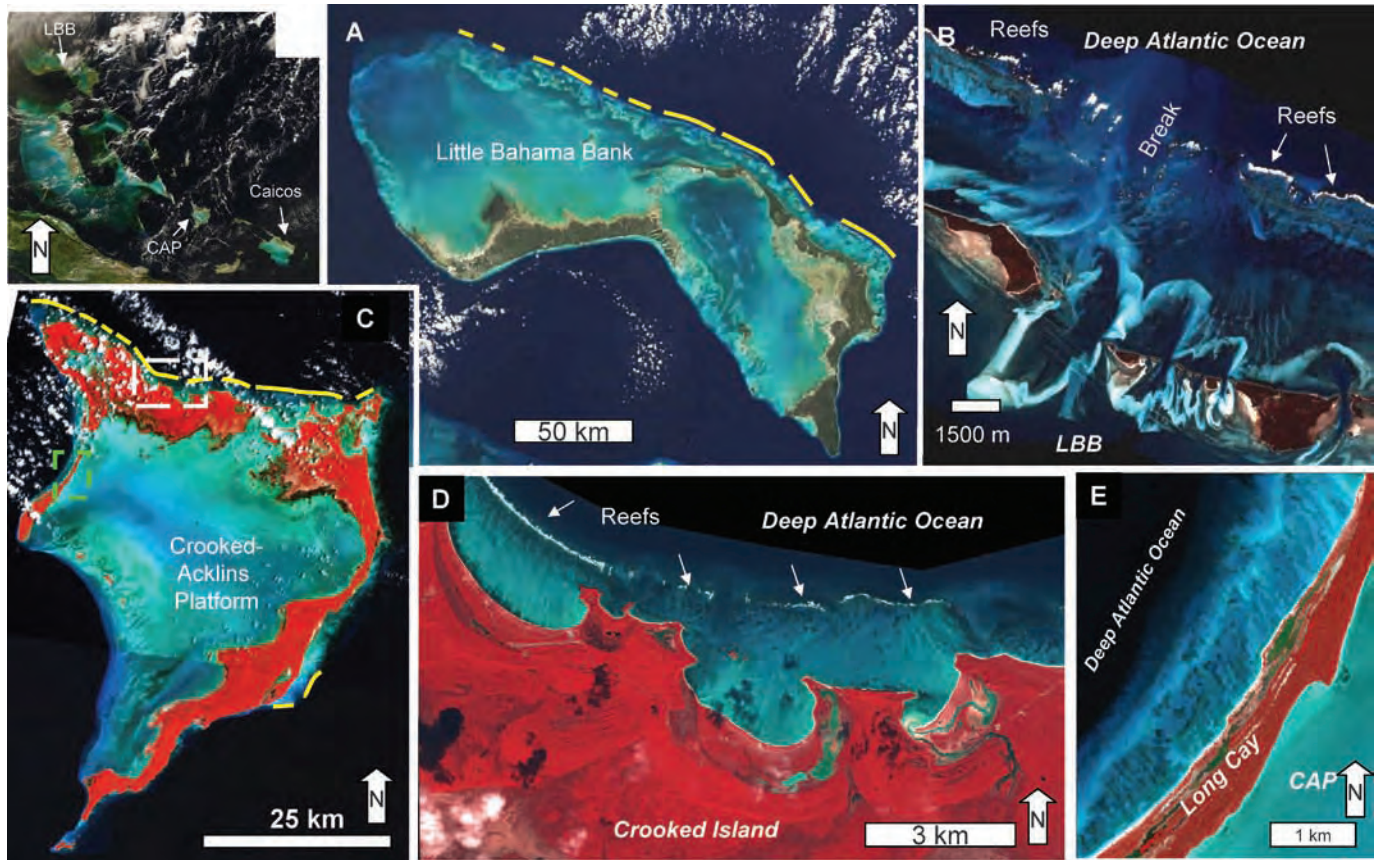 LBB
Caicos
CAP
N
A
Little Bahama Bank
50 km
N
B
Reefs
Deep Atlantic Ocean
Break
Reefs
N
1500 m
LBB
C
Crooked-
Acklins
Platform
N
25 km
D
Reefs
Deep Atlantic Ocean
Crooked Island
N
3 km
E
Deep Atlantic Ocean
Long Cay
CAP
N
1 km